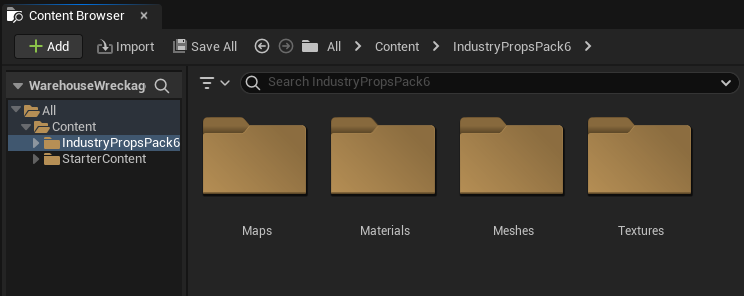 Content Browser
Add Import Save All All Content IndustryPropsPack6
WarehouseWreckag
Search IndustryPropsPack6
All
Content
IndustryPropsPack6
StarterContent
Maps Materials Meshes Textures